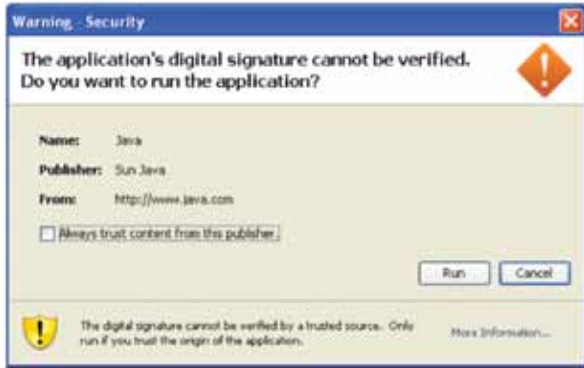 Warning - Security
The application's digital signature cannot be verified.
Do you want to run the application?
Name: Java
Publisher: Sun Java
From: http://www.java.com
Always trust content from this publisher.
Run Cancel
The digital signature cannot be verified by a trusted source. Only
run if you trust the origin of the application.
More Information...